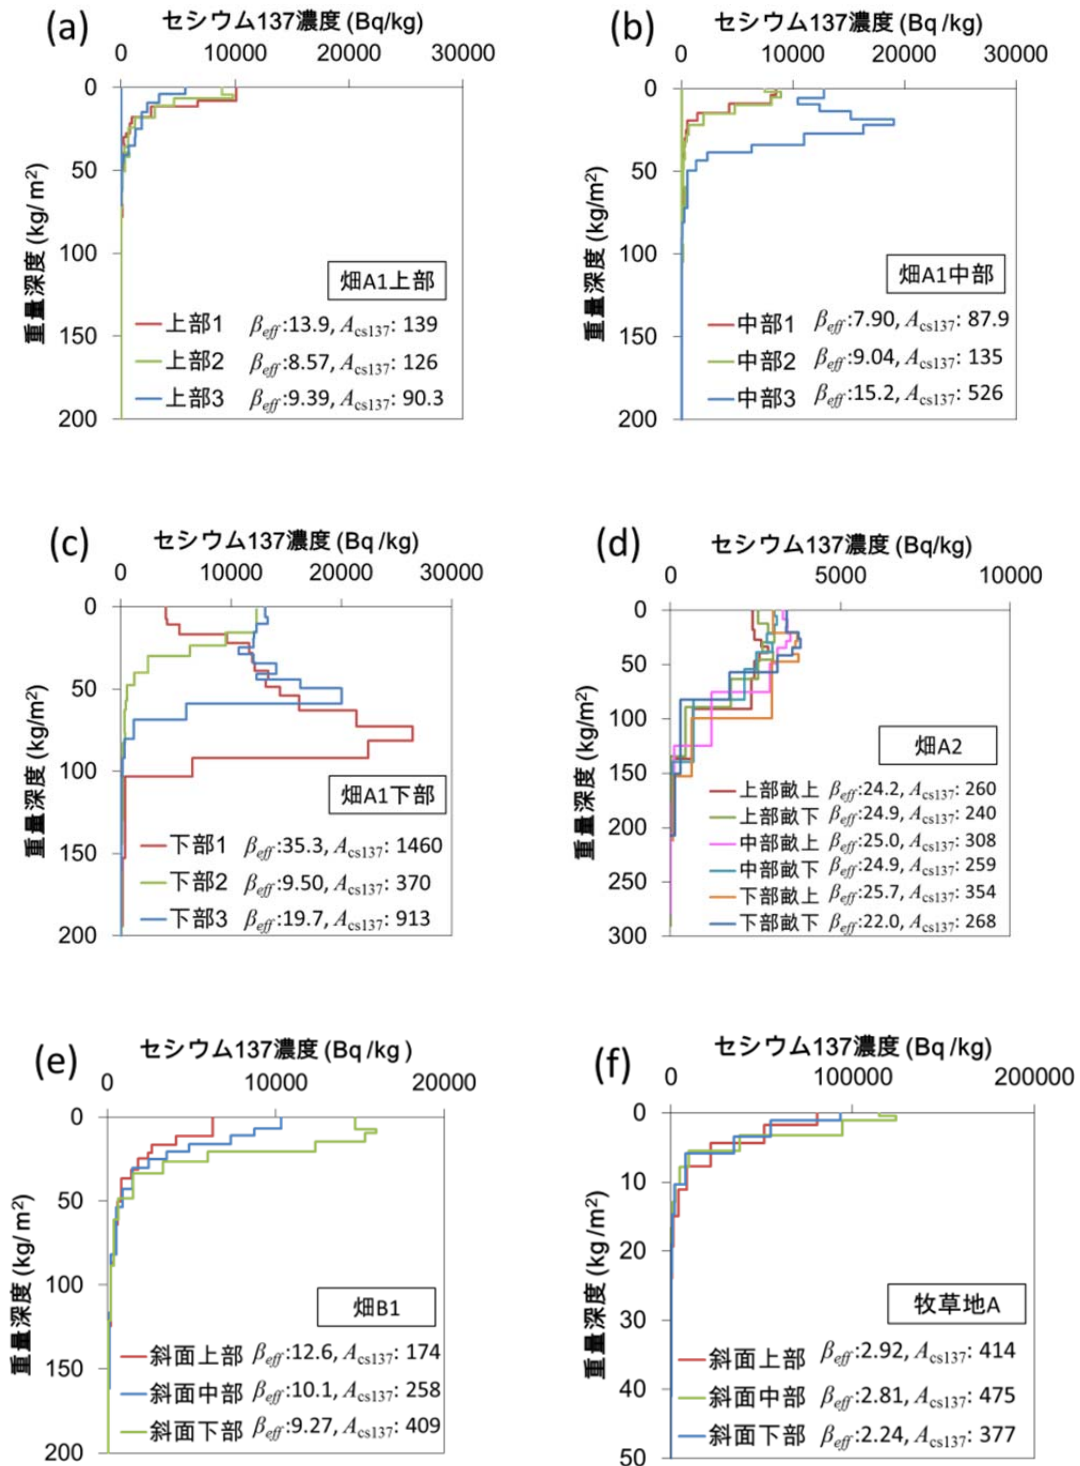 (a) セシウム137濃度 (Bq/kg)
0 10000 20000 30000
0
50
100
150
200
重量深度 (kg/m²)
畑A1上部
上部1 βeff:13.9, Acs137: 139
上部2 βeff:8.57, Acs137: 126
上部3 βeff:9.39, Acs137: 90.3
(b) セシウム137濃度 (Bq/kg)
0 10000 20000 30000
0
50
100
150
200
重量深度 (kg/m²)
畑A1中部
中部1 βeff:7.90, Acs137: 87.9
中部2 βeff:9.04, Acs137: 135
中部3 βeff:15.2, Acs137: 526
(c) セシウム137濃度 (Bq/kg)
0 10000 20000 30000
0
50
100
150
200
重量深度 (kg/m²)
畑A1下部
下部1 βeff:35.3, Acs137: 1460
下部2 βeff:9.50, Acs137: 370
下部3 βeff:19.7, Acs137: 913
(d) セシウム137濃度 (Bq/kg)
0 5000 10000
0
50
100
150
200
250
300
重量深度 (kg/m²)
畑A2
上部畝上 βeff:24.2, Acs137: 260
上部畝下 βeff:24.9, Acs137: 240
中部畝上 βeff:25.0, Acs137: 308
中部畝下 βeff:24.9, Acs137: 259
下部畝上 βeff:25.7, Acs137: 354
下部畝下 βeff:22.0, Acs137: 268
(e) セシウム137濃度 (Bq/kg)
0 10000 20000
0
50
100
150
200
重量深度 (kg/m²)
畑B1
斜面上部 βeff:12.6, Acs137: 174
斜面中部 βeff:10.1, Acs137: 258
斜面下部 βeff:9.27, Acs137: 409
(f) セシウム137濃度 (Bq/kg)
0 100000 200000
0
10
20
30
40
50
重量深度 (kg/m²)
牧草地A
斜面上部 βeff:2.92, Acs137: 414
斜面中部 βeff:2.81, Acs137: 475
斜面下部 βeff:2.24, Acs137: 377